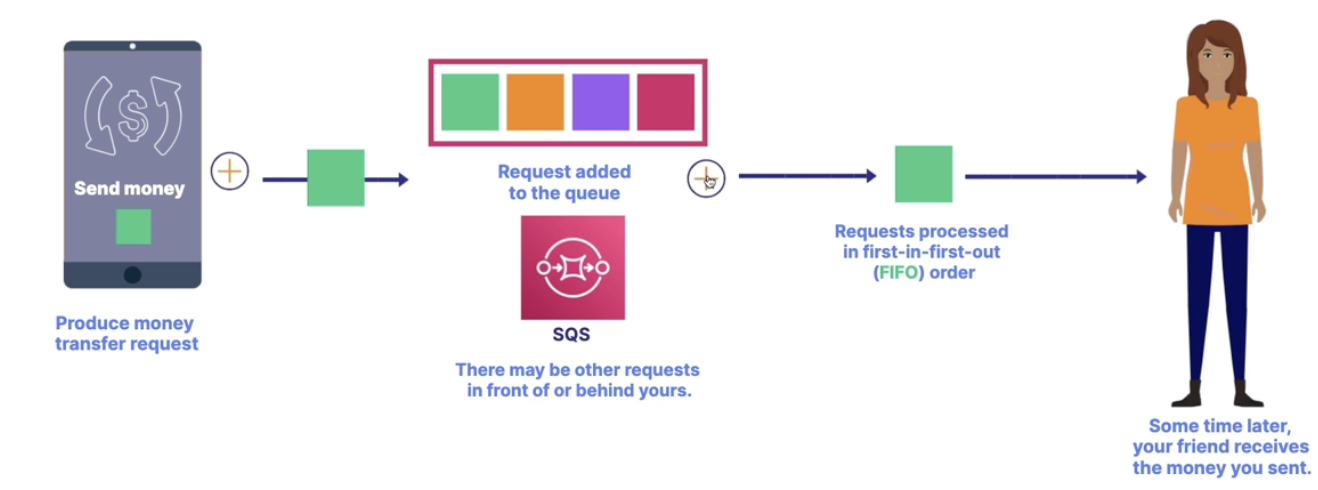 Send money
Produce money
transfer request
Request added
to the queue
SQS
There may be other requests
in front of or behind yours.
Requests processed
in first-in-first-out
(FIFO) order
Some time later,
your friend receives
the money you sent.